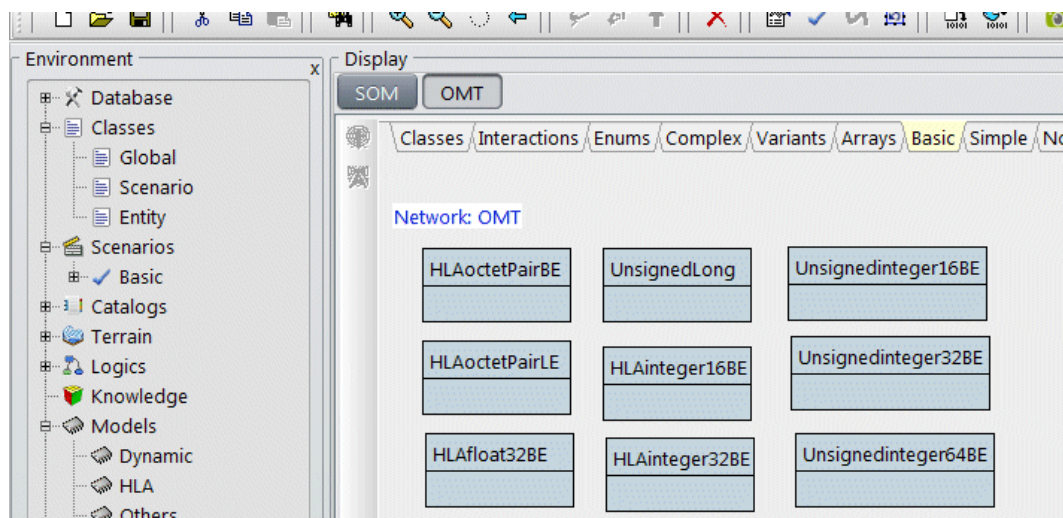 Environment
x
Database
Classes
Global
Scenario
Entity
Scenarios
Basic
Catalogs
Terrain
Logics
Knowledge
Models
Dynamic
HLA
Others
Display
SOM OMT
Classes Interactions Enums Complex Variants Arrays Basic Simple No
Network: OMT
HLAoctetPairBE UnsignedLong Unsignedinteger16BE
HLAoctetPairLE HLAinteger16BE Unsignedinteger32BE
HLAfloat32BE HLAinteger32BE Unsignedinteger64BE